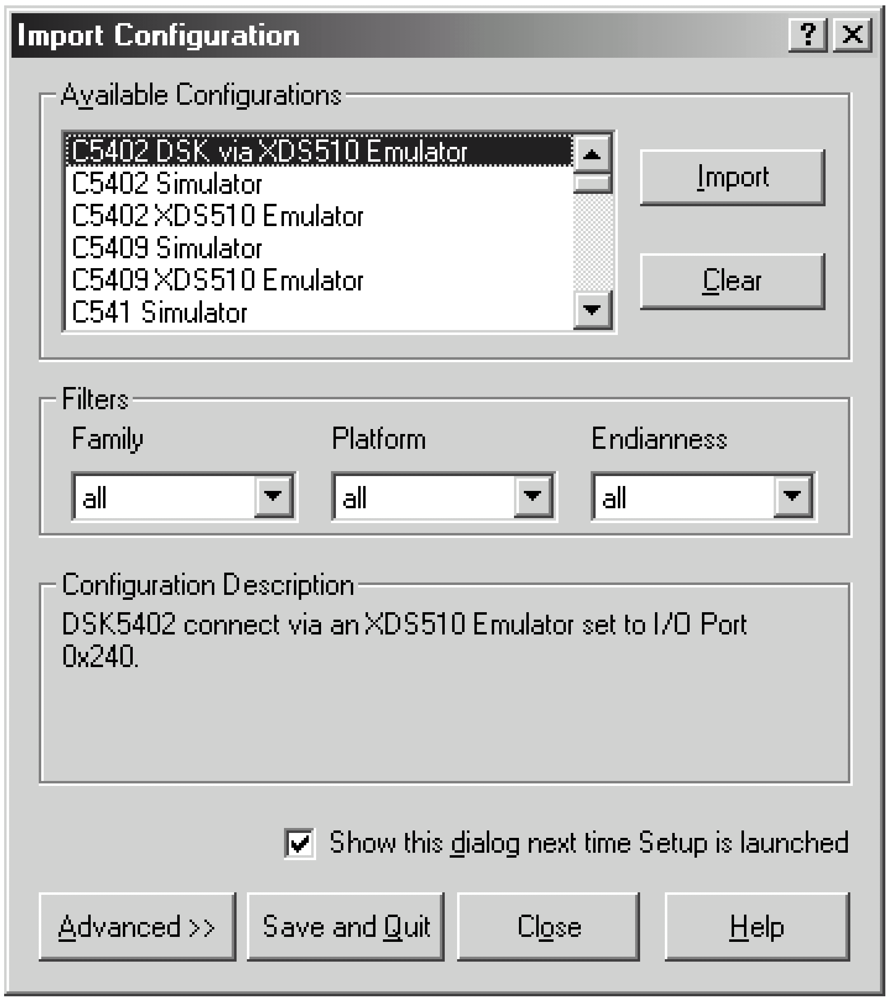 Import Configuration
Available Configurations
C5402 DSK via XDS510 Emulator
C5402 Simulator
C5402 XDS510 Emulator
C5409 Simulator
C5409 XDS510 Emulator
C541 Simulator
Import
Clear
Filters
Family Platform Endianness
all all all
Configuration Description
DSK5402 connect via an XDS510 Emulator set to I/O Port
0x240.
Show this dialog next time Setup is launched
Advanced >> Save and Quit Close Help